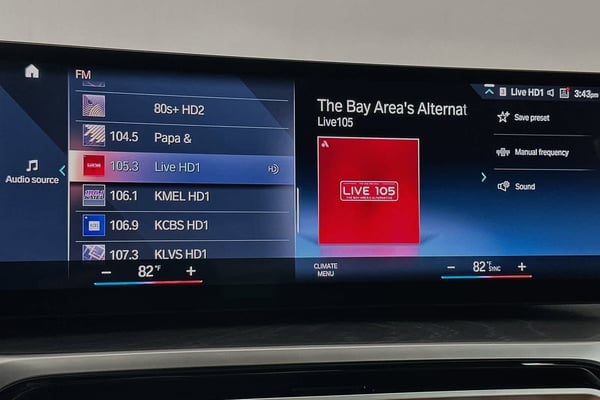 FM
Live HD1
3:43pm
80s+ HD2
104.5 Papa &
105.3 Live HD1
106.1 KMEL HD1
106.9 KCBS HD1
107.3 KLVS HD1
Audio source
The Bay Area's Alternat
Live105
LIVE 105
THE BAY AREA'S ALTERNATIVE
Save preset
Manual frequency
Sound
− 82°F +
CLIMATE
MENU
− 82°F SYNC +